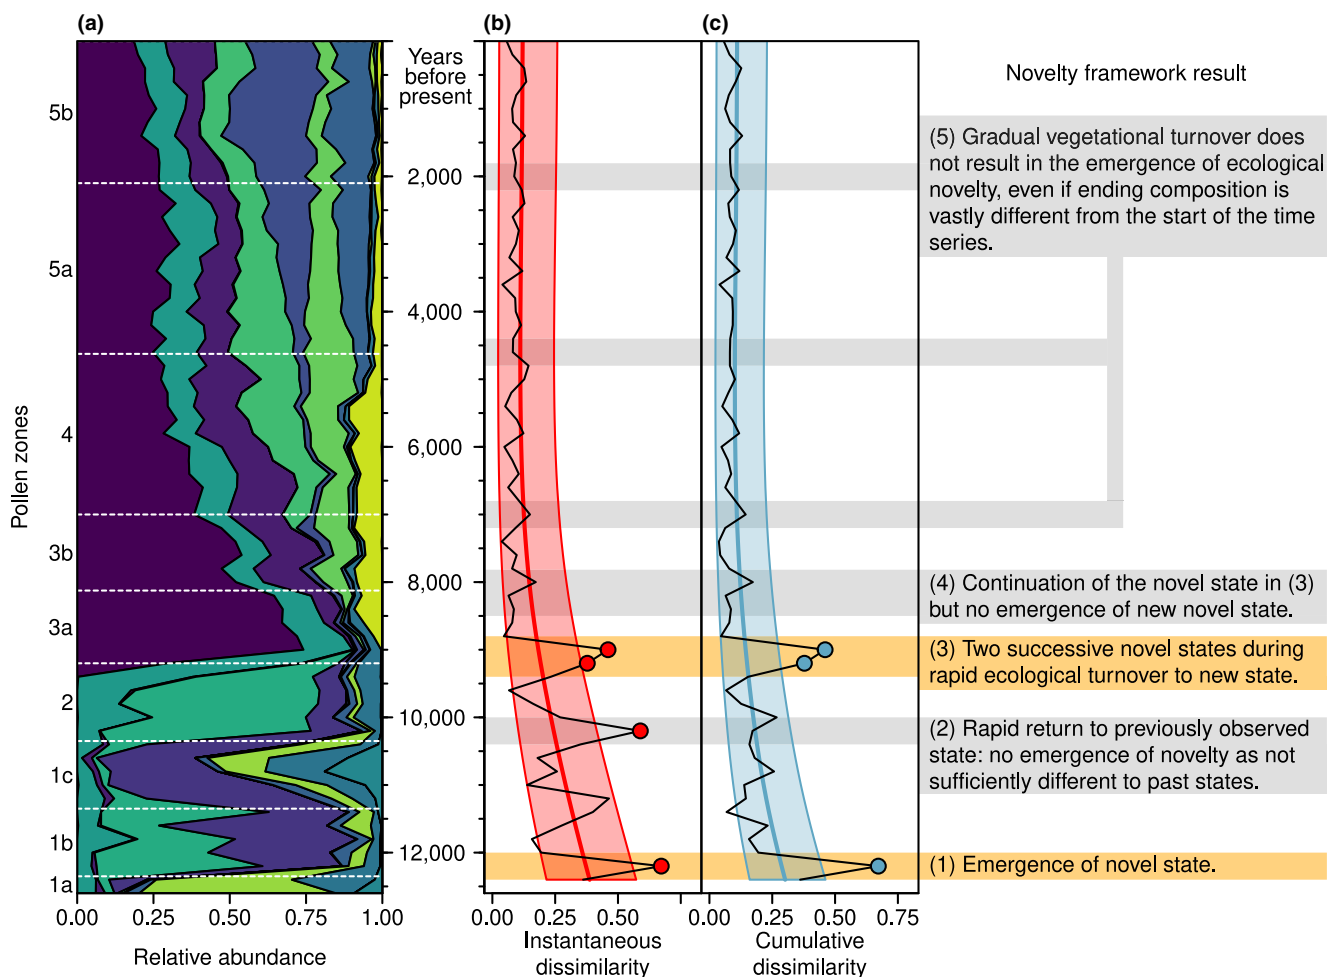 (a)
(b)
(c)
Years
before
present
Novelty framework result
Pollen zones
5b
5a
4
3b
3a
2
1c
1b
1a
2,000
4,000
6,000
8,000
10,000
12,000
(5) Gradual vegetational turnover does
not result in the emergence of ecological
novelty, even if ending composition is
vastly different from the start of the time
series.
(4) Continuation of the novel state in (3)
but no emergence of new novel state.
(3) Two successive novel states during
rapid ecological turnover to new state.
(2) Rapid return to previously observed
state: no emergence of novelty as not
sufficiently different to past states.
(1) Emergence of novel state.
0.00 0.25 0.50 0.75 1.00
0.00 0.25 0.50
0.00 0.25 0.50 0.75
Relative abundance
Instantaneous
dissimilarity
Cumulative
dissimilarity